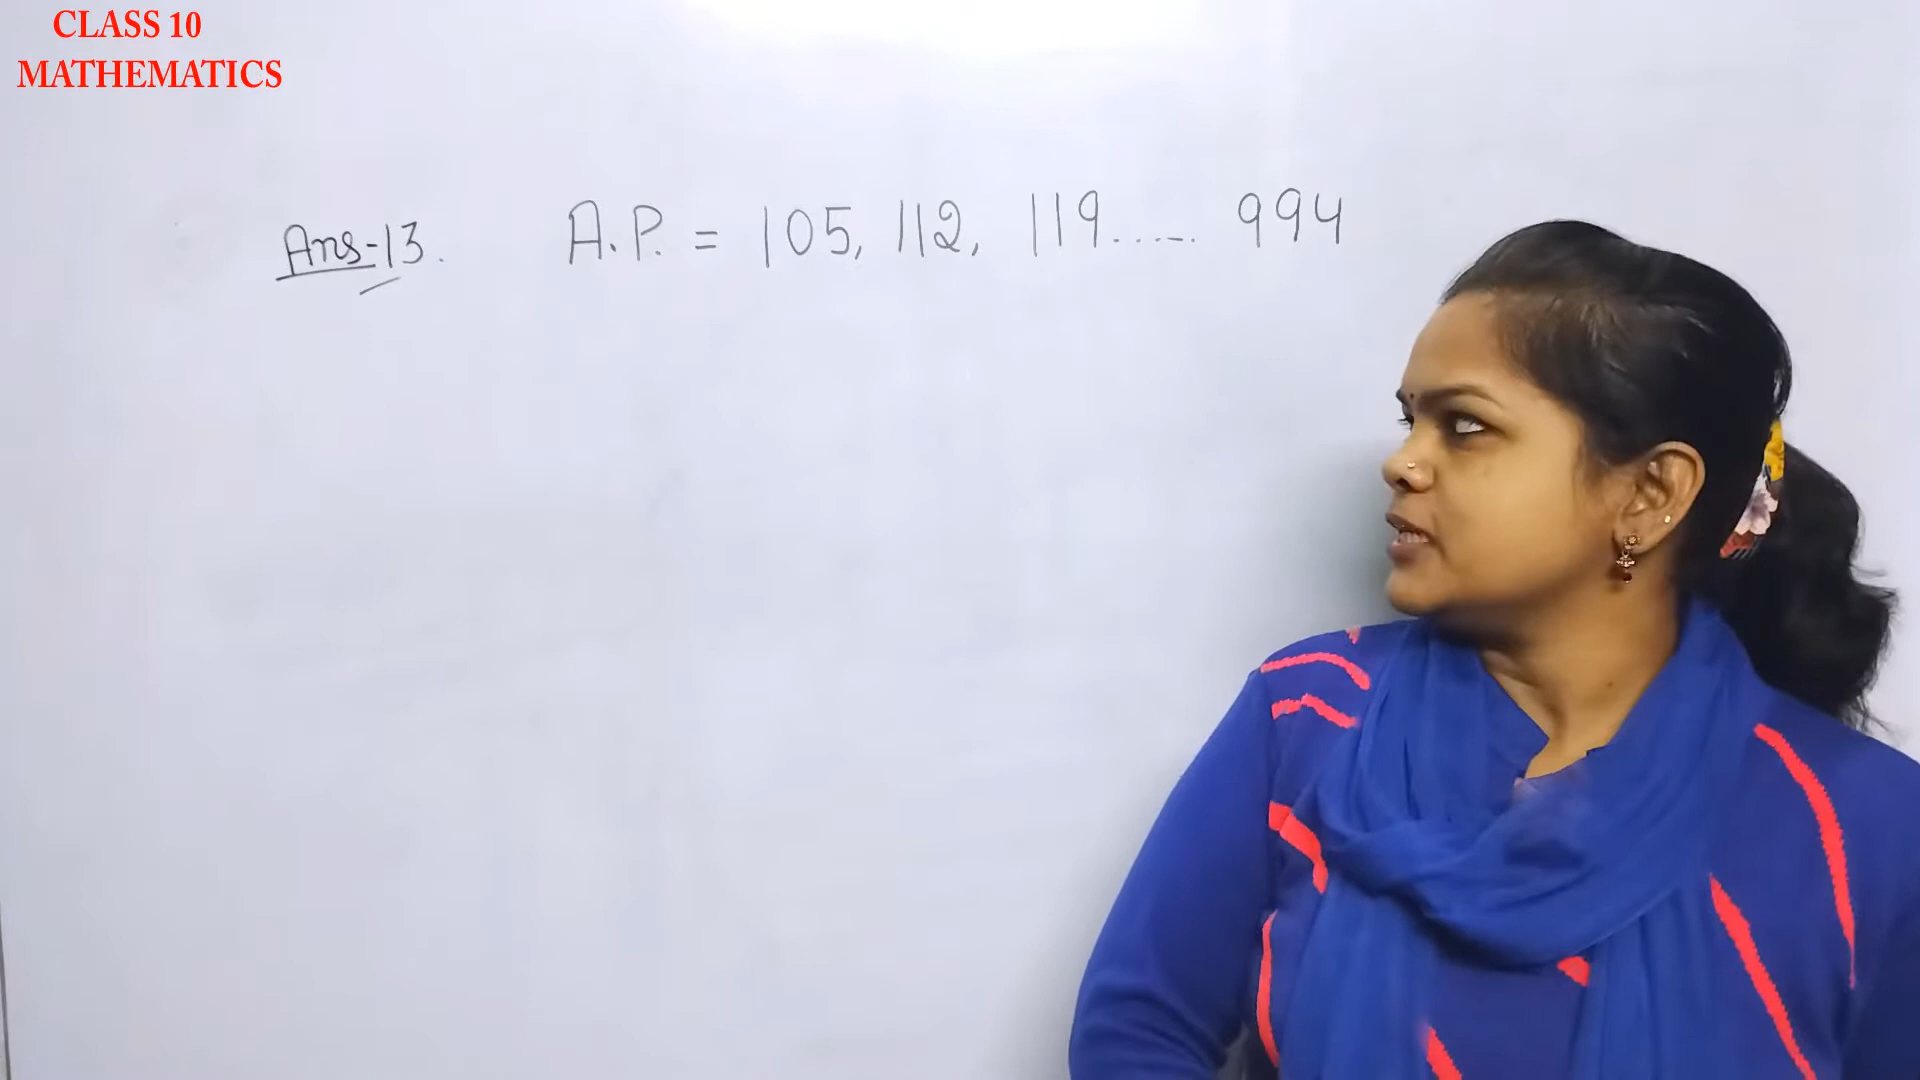 CLASS 10
MATHEMATICS
Ans-13. A.P. = 105, 112, 119...... 994